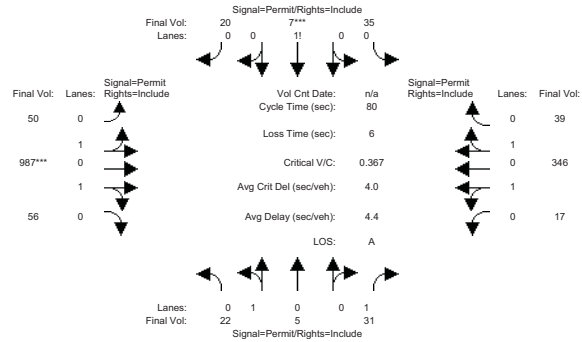 Signal=Permit/Rights=Include
Final Vol: 20 7*** 35
Lanes: 0 0 1! 0 0
Signal=Permit
Final Vol: Lanes: Rights=Include
Vol Cnt Date: n/a
Signal=Permit
Rights=Include Lanes: Final Vol:
Cycle Time (sec): 80
50 0
0 39
Loss Time (sec): 6
1
1
987*** 0
Critical V/C: 0.367
0 346
1
Avg Crit Del (sec/veh): 4.0
1
56 0
Avg Delay (sec/veh): 4.4
0 17
LOS: A
Lanes: 0 1 0 0 1
Final Vol: 22 5 31
Signal=Permit/Rights=Include